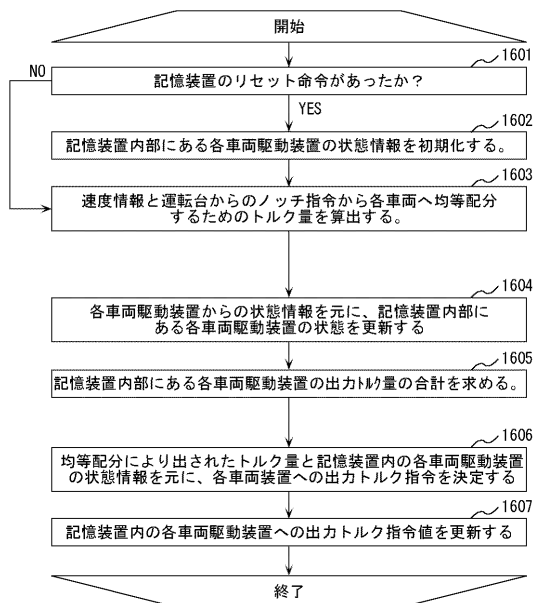 開始
1601
NO
記憶装置のリセット命令があったか？
YES
1602
記憶装置内部にある各車両駆動装置の状態情報を初期化する。
1603
速度情報と運転台からのノッチ指令から各車両へ均等配分
するためのトルク量を算出する。
1604
各車両駆動装置からの状態情報を元に、記憶装置内部に
ある各車両駆動装置の状態を更新する
1605
記憶装置内部にある各車両駆動装置の出力ﾄﾙｸ量の合計を求める。
1606
均等配分により出されたトルク量と記憶装置内の各車両駆動装置
の状態情報を元に、各車両装置への出力トルク指令を決定する
1607
記憶装置内の各車両駆動装置への出力トルク指令値を更新する
終了